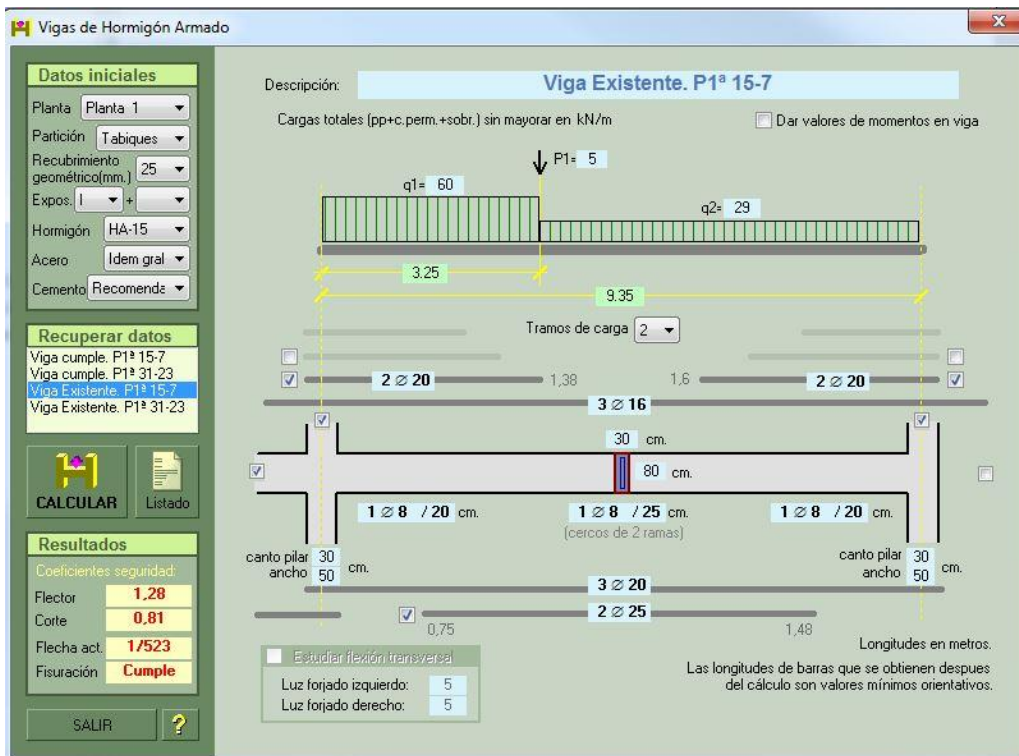 Vigas de Hormigón Armado
x
Datos iniciales
Planta Planta 1
Partición Tabiques
Recubrimiento
geométrico(mm.) 25
Expos. I +
Hormigón HA-15
Acero Idem gral
Cemento Recomenda
Recuperar datos
Viga cumple. P1ª 15-7
Viga cumple. P1ª 31-23
Viga Existente. P1ª 15-7
Viga Existente. P1ª 31-23
CALCULAR
Listado
Resultados
Coeficientes seguridad:
Flector 1,28
Corte 0,81
Flecha act. 1/523
Fisuración Cumple
SALIR ?
Descripción: Viga Existente. P1ª 15-7
Cargas totales (pp+c.perm.+sobr.) sin mayorar en kN/m
Dar valores de momentos en viga
P1= 5
q1= 60
q2= 29
3.25
9.35
Tramos de carga 2
2 ⌀ 20 1,38 1,6 2 ⌀ 20
3 ⌀ 16
30 cm.
80 cm.
1 ⌀ 8 / 20 cm. 1 ⌀ 8 / 25 cm. 1 ⌀ 8 / 20 cm.
(cercos de 2 ramas)
canto pilar 30
ancho 50 cm.
canto pilar 30
ancho 50 cm.
3 ⌀ 20
2 ⌀ 25
0,75 1,48
Estudiar flexión transversal
Luz forjado izquierdo: 5
Luz forjado derecho: 5
Longitudes en metros.
Las longitudes de barras que se obtienen despues
del cálculo son valores mínimos orientativos.